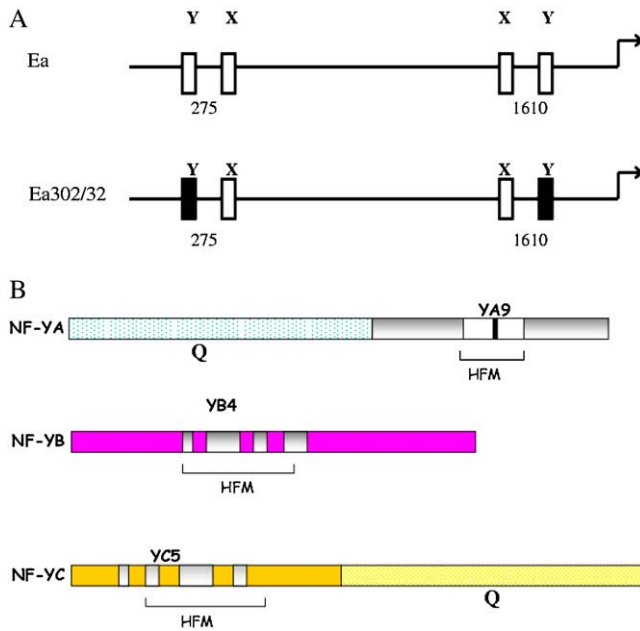 A
Y X X Y
Ea
275 1610
Y X X Y
Ea302/32
275 1610
B
YA9
NF-YA
Q
HFM
YB4
NF-YB
HFM
YC5
NF-YC
Q
HFM